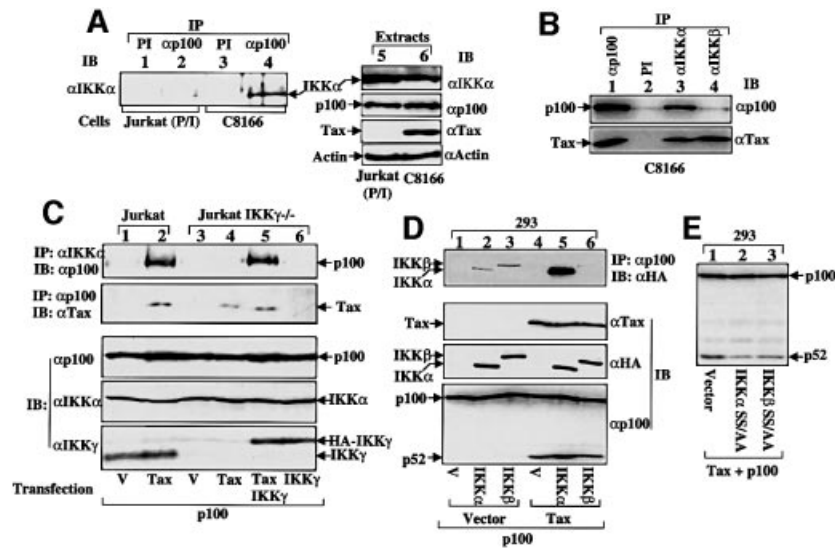 A
IP
PI αp100 PI αp100
IB 1 2 3 4
αIKKα
Cells Jurkat (P/I) C8166
Extracts
5 6 IB
IKKα αIKKα
p100 αp100
Tax αTax
Actin αActin
Jurkat C8166
(P/I)
B
IP
αp100 PI αIKKα αIKKβ
1 2 3 4 IB
p100 αp100
Tax αTax
C8166
C
Jurkat Jurkat IKKγ-/-
1 2 3 4 5 6
IP: αIKKα
IB: αp100
p100
IP: αp100
IB: αTax
Tax
IB:
αp100 p100
αIKKα IKKα
αIKKγ HA-IKKγ
IKKγ
V Tax V Tax Tax IKKγ
IKKγ
Transfection
p100
D
293
1 2 3 4 5 6
IKKβ IP: αp100
IKKα IB: αHA
Tax αTax
IKKβ
IKKα αHA
IB
p100
αp100
p52
V IKKα IKKβ V IKKα IKKβ
Vector Tax
p100
E
293
1 2 3
p100
p52
Vector IKKα SS/AA IKKβ SS/AA
Tax + p100